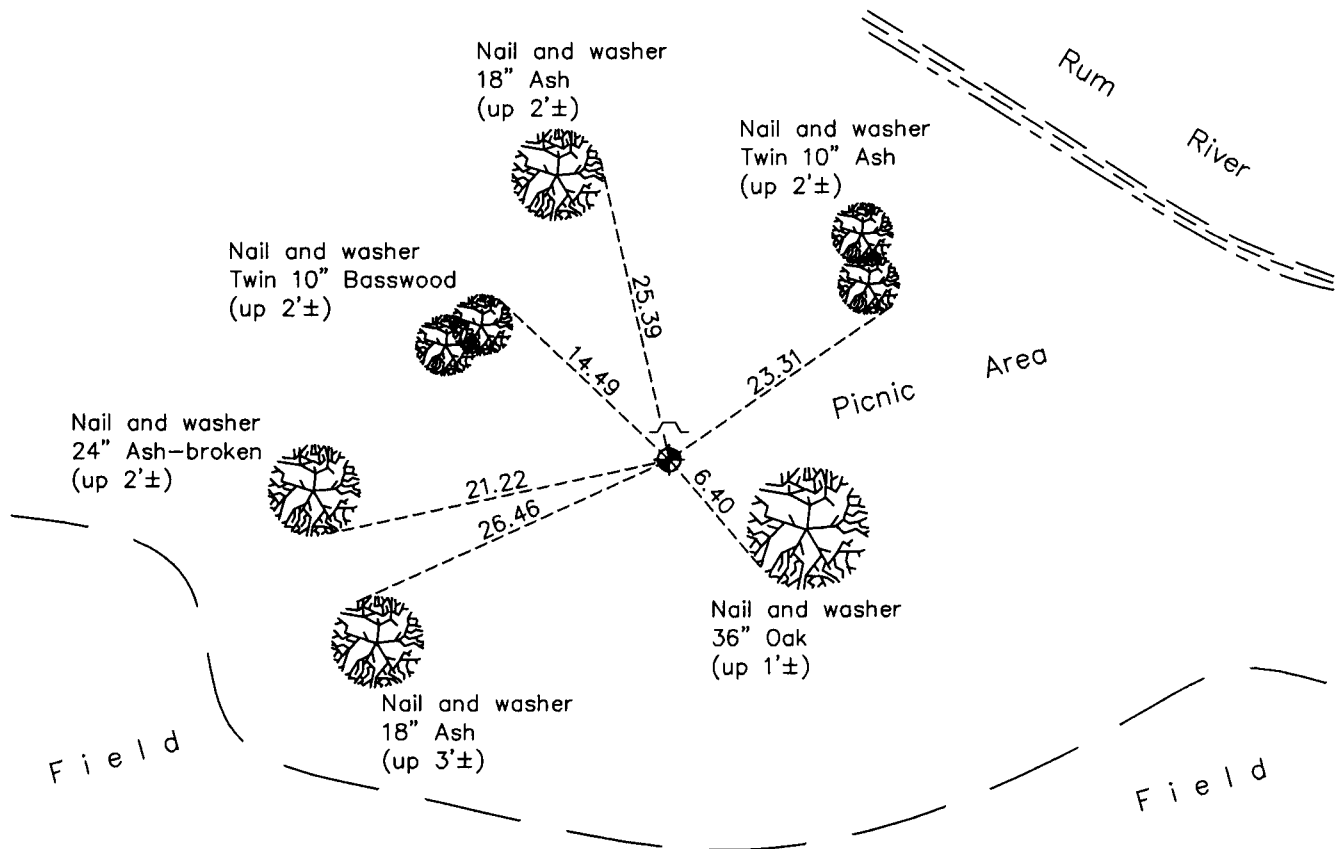 Nail and washer
18" Ash
(up 2'±)
Rum
River
Nail and washer
Twin 10" Ash
(up 2'±)
Nail and washer
Twin 10" Basswood
(up 2'±)
25.39
14.49
23.31
Picnic Area
Nail and washer
24" Ash-broken
(up 2'±)
21.22
26.46
6.40
Nail and washer
36" Oak
(up 1'±)
Nail and washer
18" Ash
(up 3'±)
Field
Field